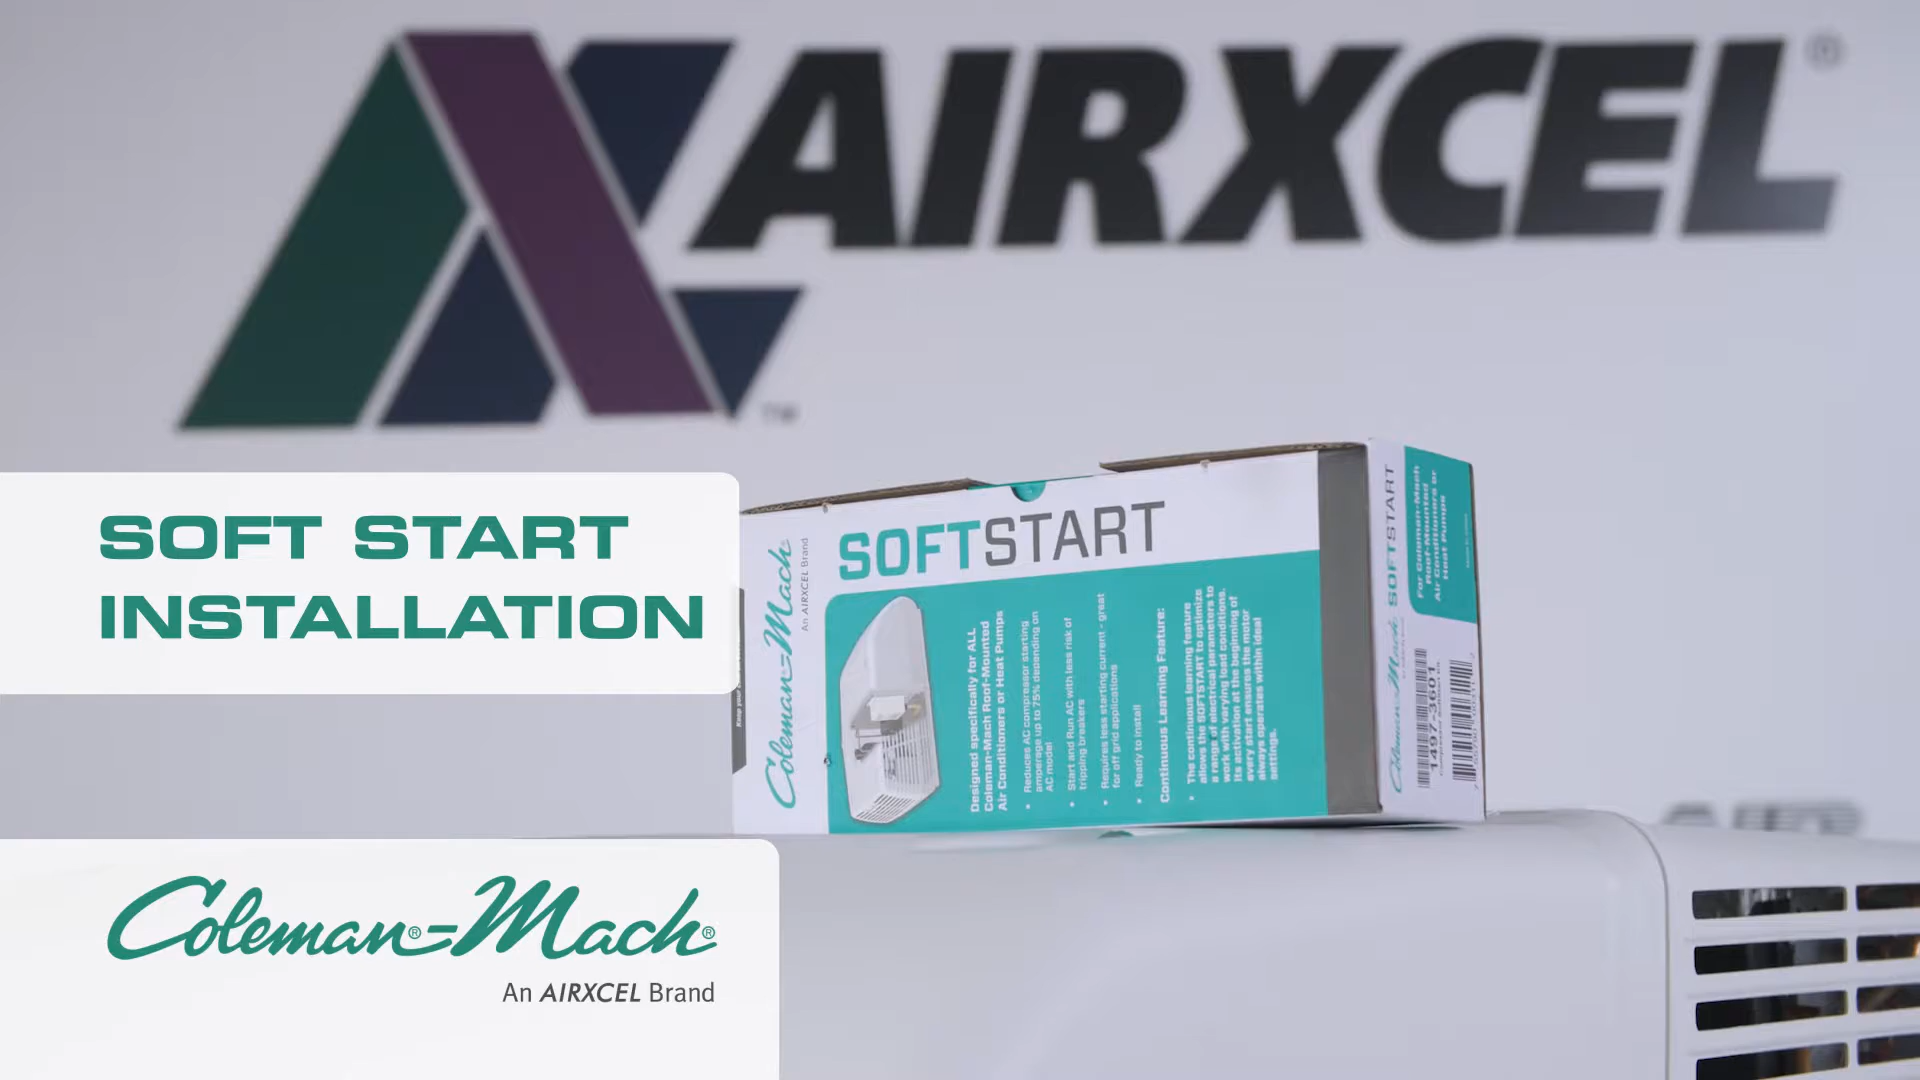 AIRXCEL®
TM
SOFT START
INSTALLATION
Coleman®-Mach®
An AIRXCEL Brand
Coleman-Mach
An AIRXCEL Brand
SOFTSTART
Designed specifically for ALL
Coleman-Mach Roof-Mounted
Air Conditioners or Heat Pumps
• Reduces AC compressor starting
amperage up to 75% depending on
AC model
• Start and Run AC with less risk of
tripping breakers
• Requires less starting current - great
for off grid applications
• Ready to install
Continuous Learning Feature:
• The continuous learning feature
allows the SOFTSTART to optimize
a range of electrical parameters to
work with varying load conditions.
Its activation at the beginning of
every start ensures the motor
always operates within ideal
settings.
Coleman-Mach
SOFTSTART
For Coleman-Mach
Roof-Mounted
Air Conditioners or
Heat Pumps
1497-3601